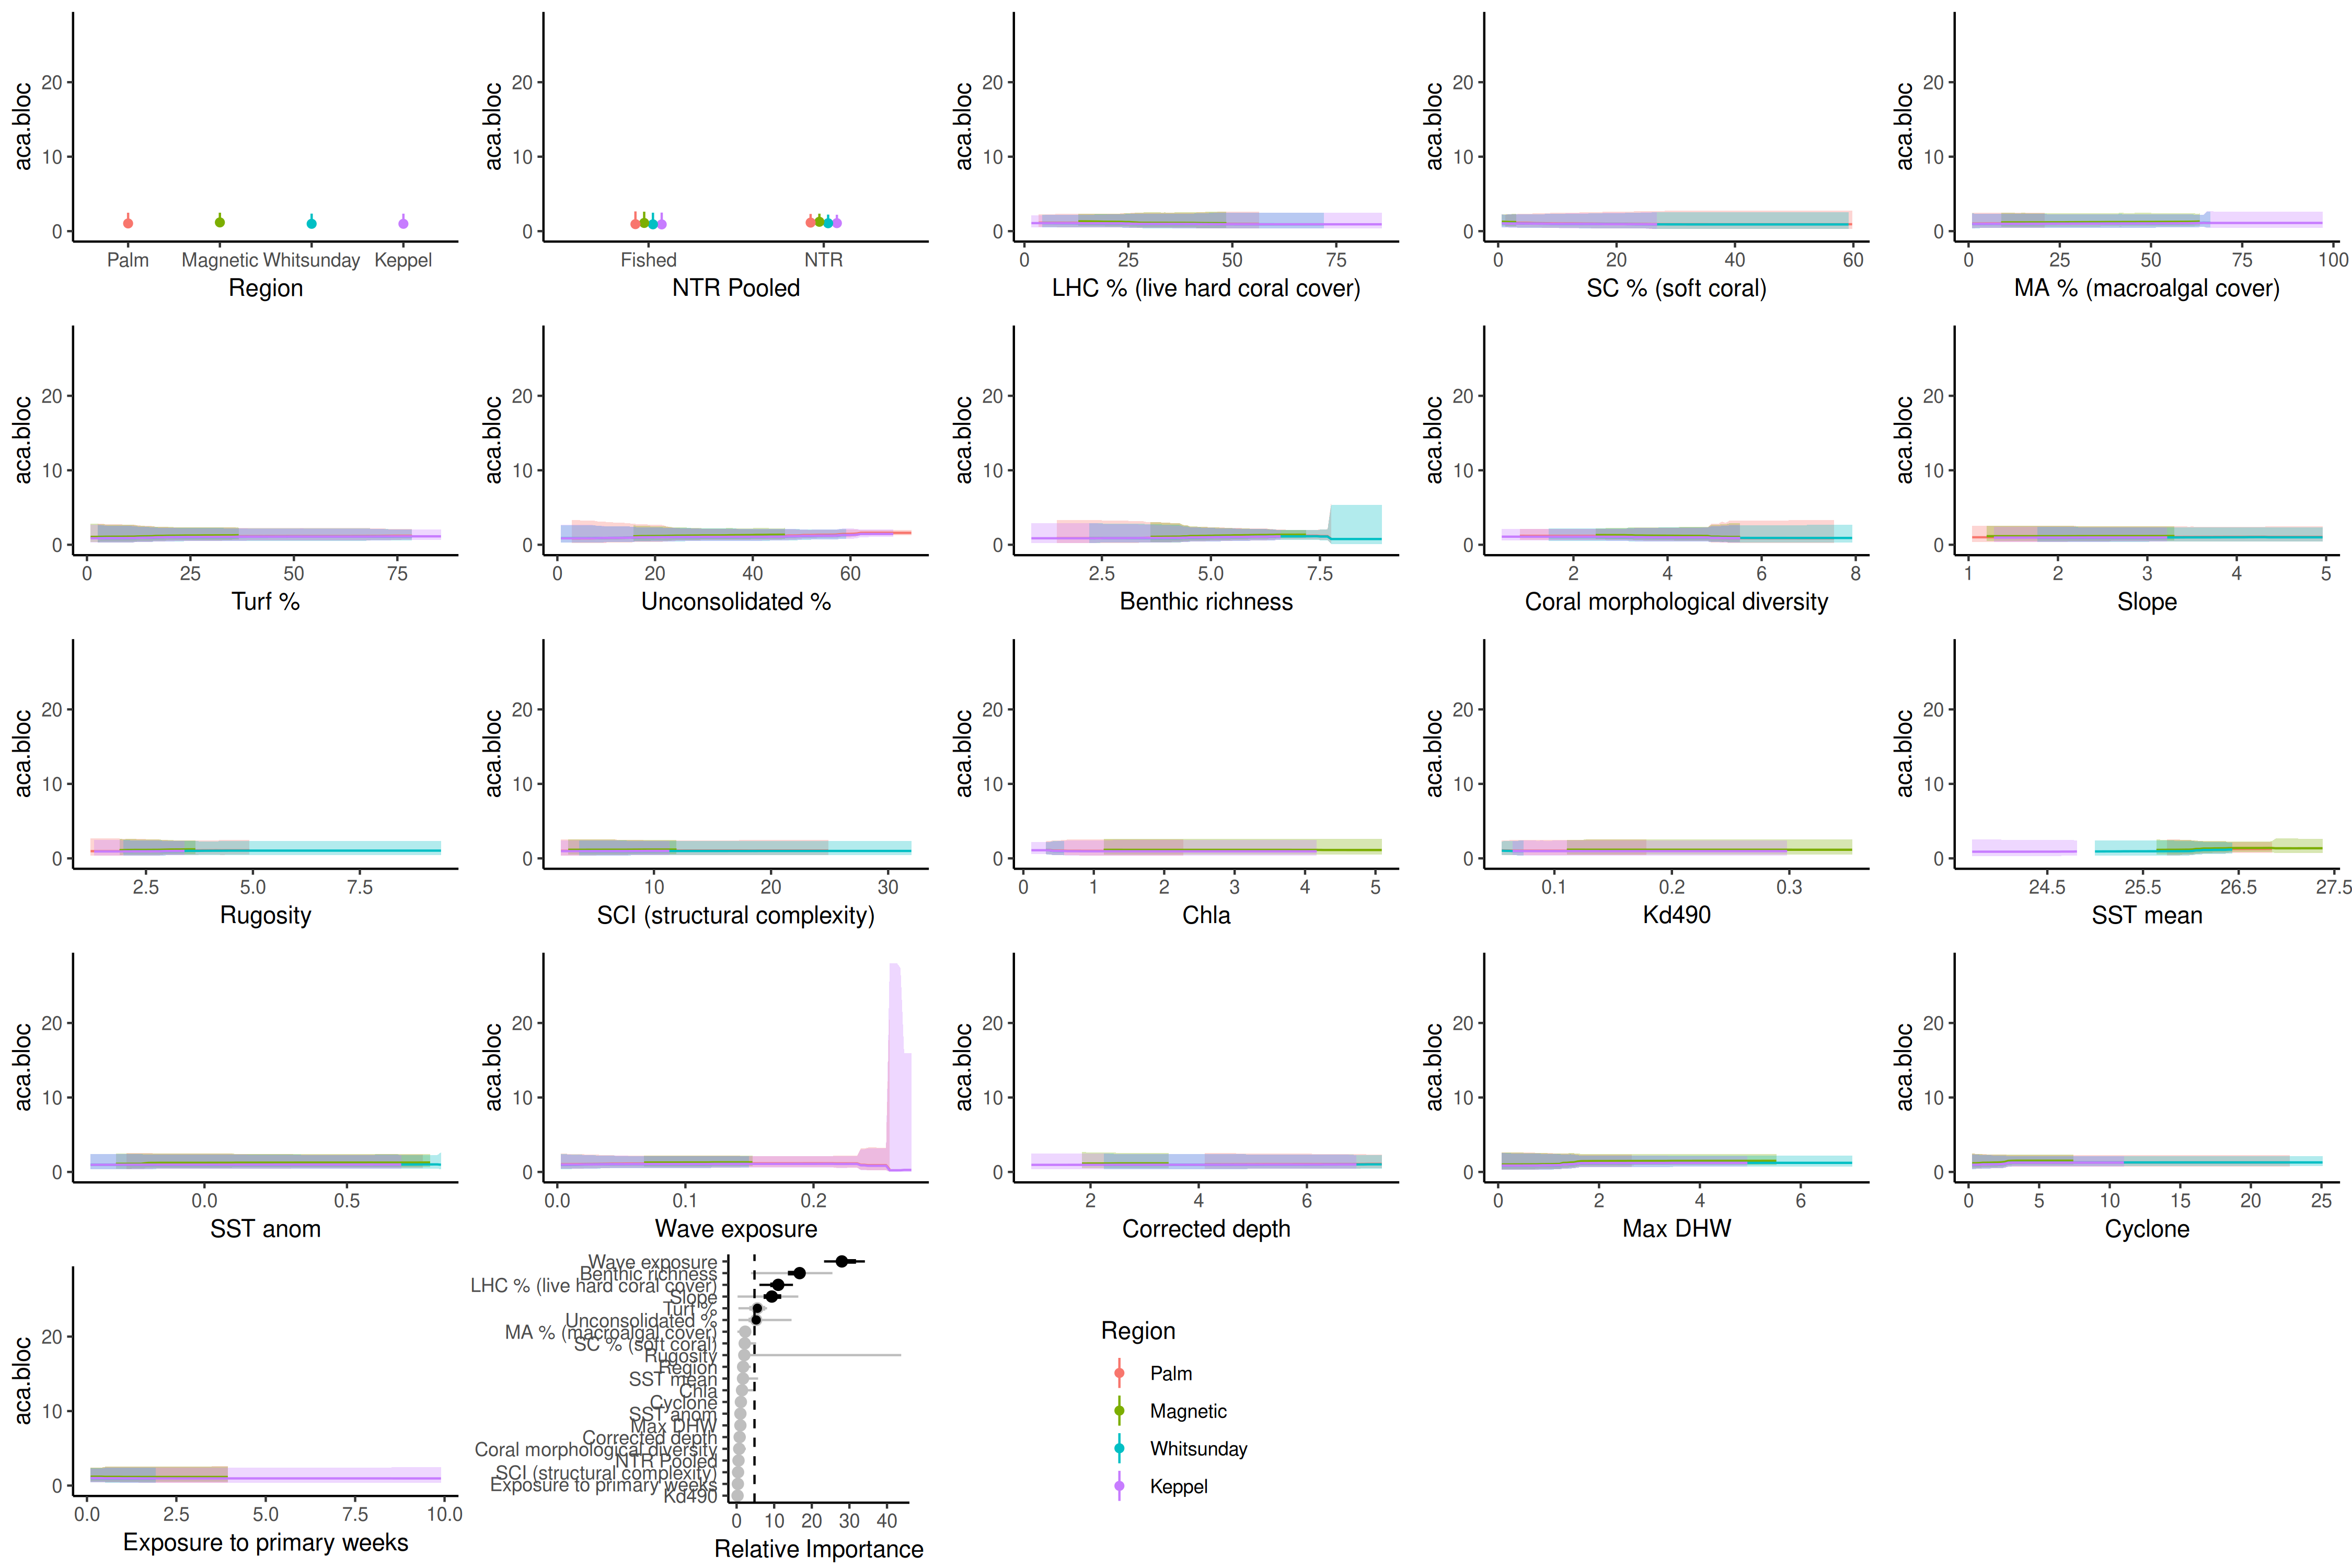 aca.bloc
20
10
0
Palm Magnetic Whitsunday Keppel
Region
aca.bloc
20
10
0
Fished NTR
NTR Pooled
aca.bloc
20
10
0
0 25 50 75
LHC % (live hard coral cover)
aca.bloc
20
10
0
0 20 40 60
SC % (soft coral)
aca.bloc
20
10
0
0 25 50 75 100
MA % (macroalgal cover)
aca.bloc
20
10
0
0 25 50 75
Turf %
aca.bloc
20
10
0
0 20 40 60
Unconsolidated %
aca.bloc
20
10
0
2.5 5.0 7.5
Benthic richness
aca.bloc
20
10
0
2 4 6 8
Coral morphological diversity
aca.bloc
20
10
0
1 2 3 4 5
Slope
aca.bloc
20
10
0
2.5 5.0 7.5
Rugosity
aca.bloc
20
10
0
10 20 30
SCI (structural complexity)
aca.bloc
20
10
0
0 1 2 3 4 5
Chla
aca.bloc
20
10
0
0.1 0.2 0.3
Kd490
aca.bloc
20
10
0
24.5 25.5 26.5 27.5
SST mean
aca.bloc
20
10
0
0.0 0.5
SST anom
aca.bloc
20
10
0
0.0 0.1 0.2
Wave exposure
aca.bloc
20
10
0
2 4 6
Corrected depth
aca.bloc
20
10
0
0 2 4 6
Max DHW
aca.bloc
20
10
0
0 5 10 15 20 25
Cyclone
aca.bloc
20
10
0
0.0 2.5 5.0 7.5 10.0
Exposure to primary weeks
Wave exposure
Benthic richness
LHC % (live hard coral cover)
Slope
Turf %
Unconsolidated %
MA % (macroalgal cover)
SC % (soft coral)
Rugosity
Region
SST mean
Chla
Cyclone
SST anom
Max DHW
Corrected depth
Coral morphological diversity
NTR Pooled
SCI (structural complexity)
Exposure to primary weeks
Kd490
0 10 20 30 40
Relative Importance
Region
Palm
Magnetic
Whitsunday
Keppel